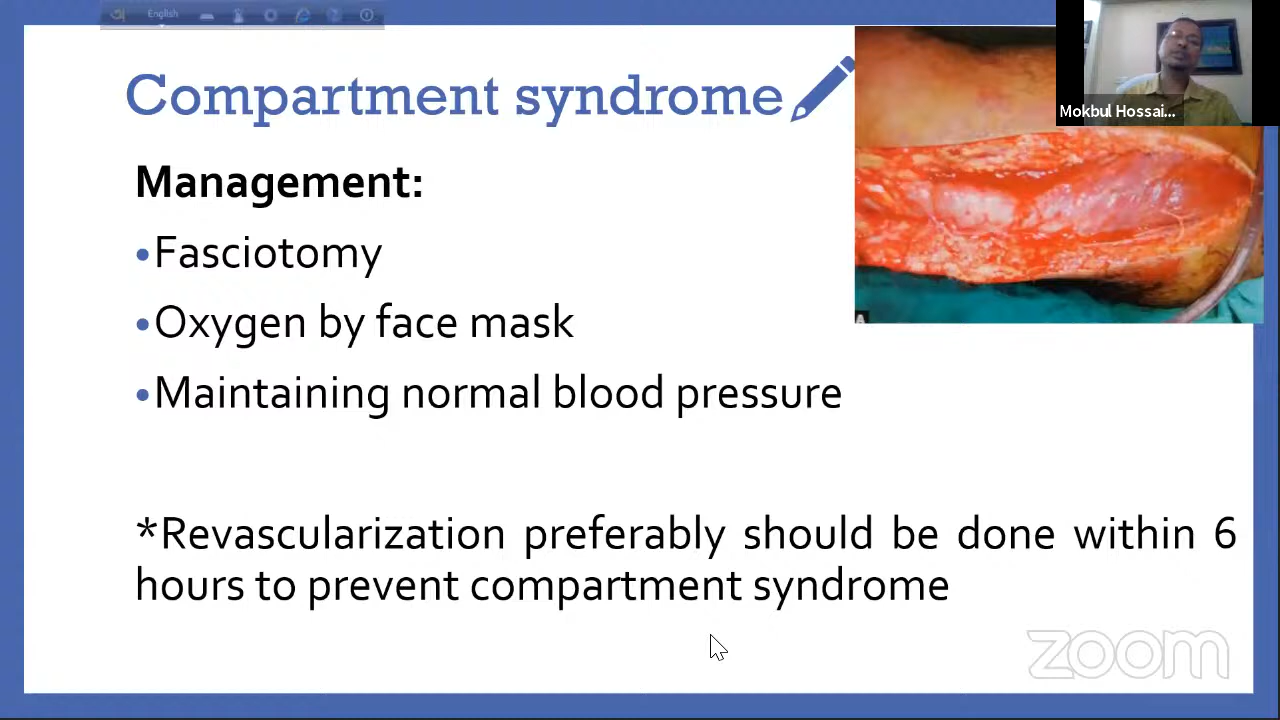 English
Compartment syndrome
Mokbul Hossai...
Management:
•Fasciotomy
•Oxygen by face mask
•Maintaining normal blood pressure
*Revascularization preferably should be done within 6
hours to prevent compartment syndrome
A
zoom